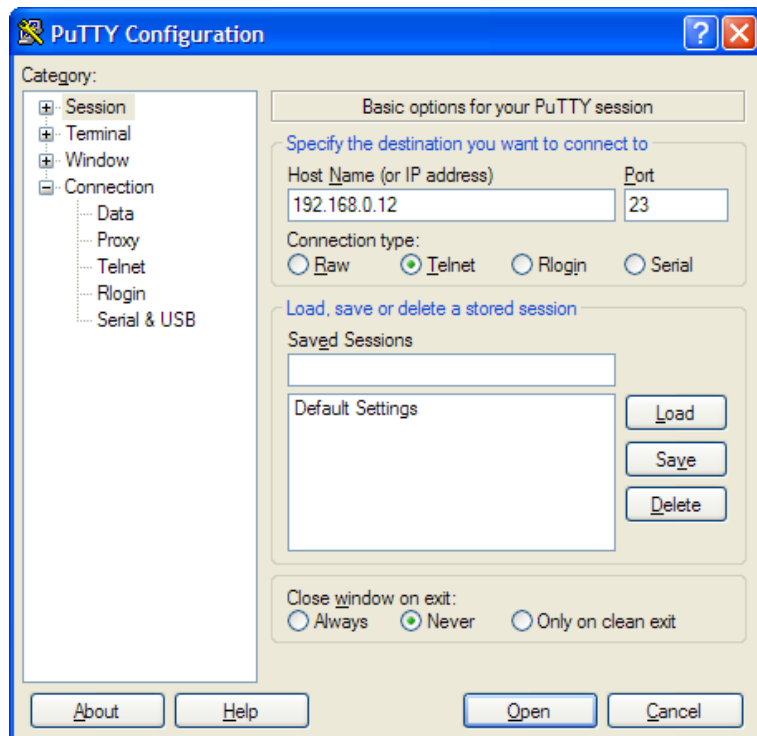 PuTTY Configuration
Category:
Session
Terminal
Window
Connection
Data
Proxy
Telnet
Rlogin
Serial & USB
Basic options for your PuTTY session
Specify the destination you want to connect to
Host Name (or IP address) Port
192.168.0.12 23
Connection type:
Raw Telnet Rlogin Serial
Load, save or delete a stored session
Saved Sessions
Default Settings
Load
Save
Delete
Close window on exit:
Always Never Only on clean exit
About Help Open Cancel